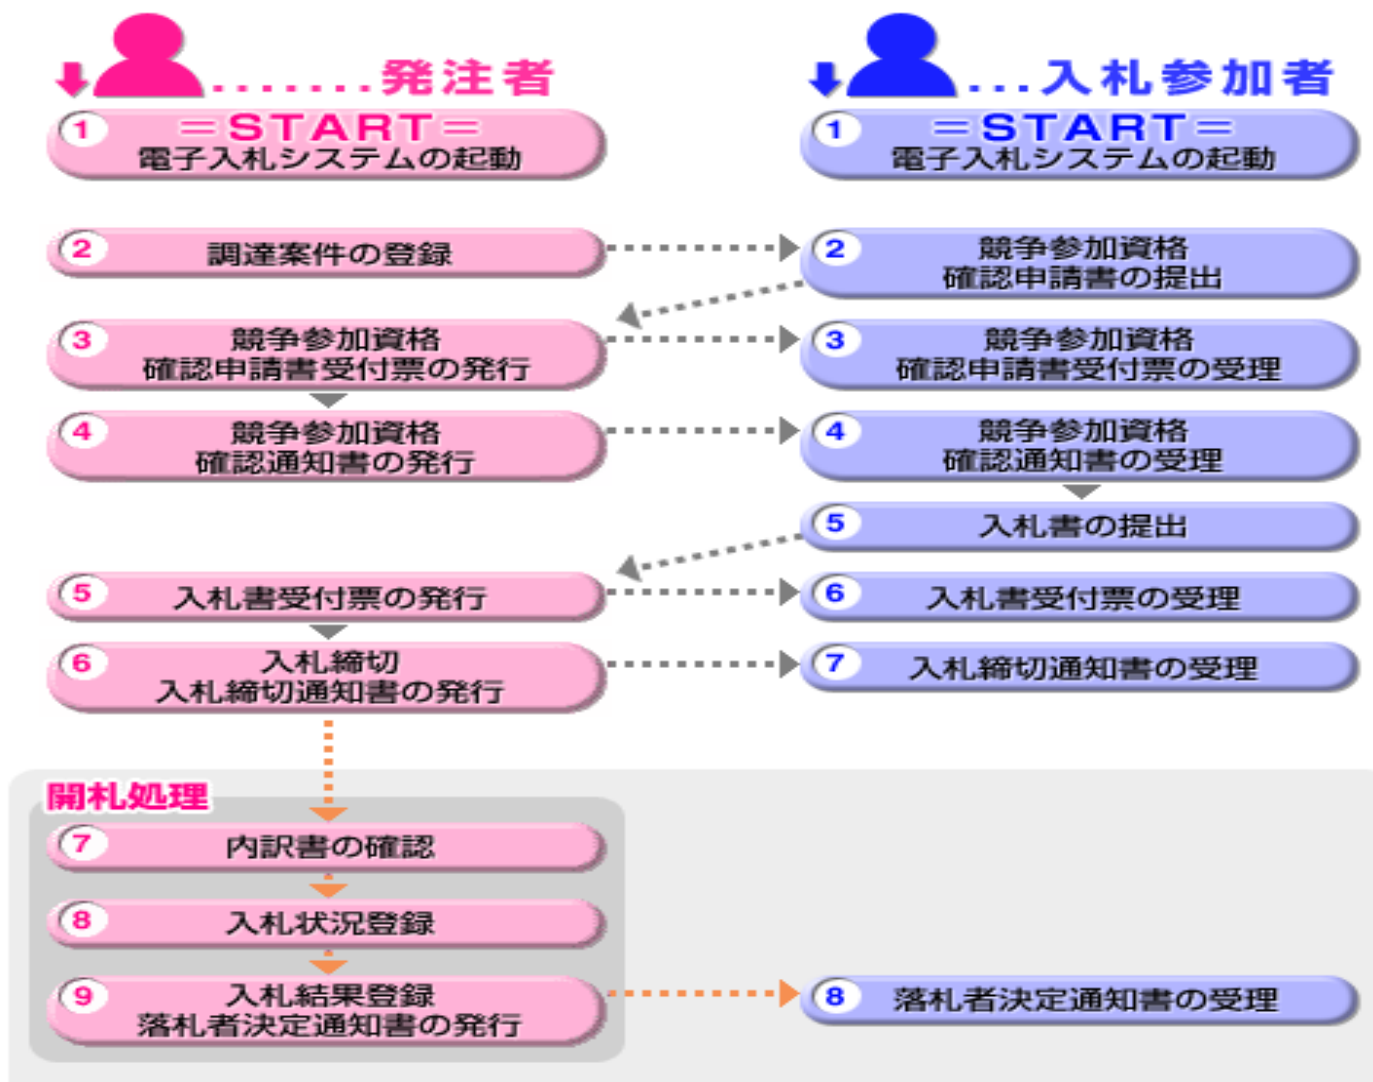 .......発注者
...入札参加者
1 =START=
電子入札システムの起動
1 =START=
電子入札システムの起動
2 調達案件の登録
2 競争参加資格
確認申請書の提出
3 競争参加資格
確認申請書受付票の発行
3 競争参加資格
確認申請書受付票の受理
4 競争参加資格
確認通知書の発行
4 競争参加資格
確認通知書の受理
5 入札書の提出
5 入札書受付票の発行
6 入札書受付票の受理
6 入札締切
入札締切通知書の発行
7 入札締切通知書の受理
開札処理
7 内訳書の確認
8 入札状況登録
9 入札結果登録
落札者決定通知書の発行
8 落札者決定通知書の受理